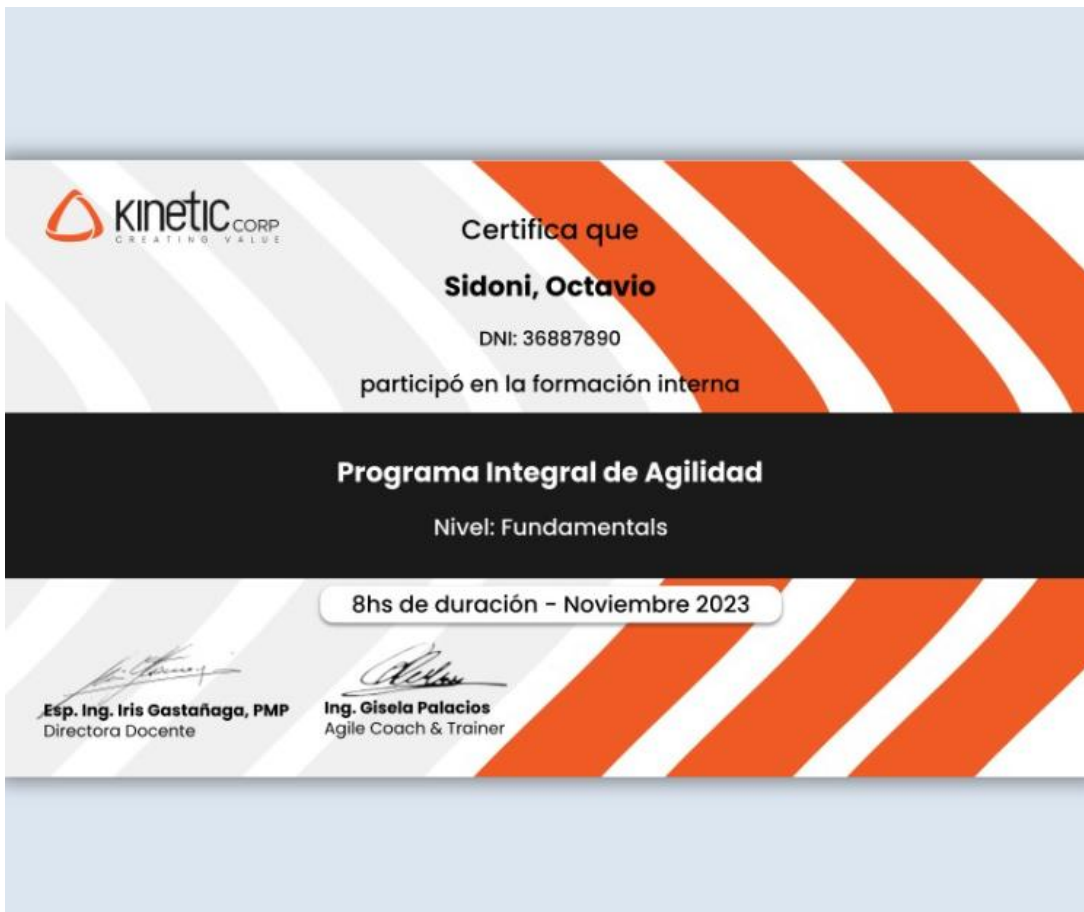 KINETIC CORP
CREATING VALUE
Certifica que
Sidoni, Octavio
DNI: 36887890
participó en la formación interna
Programa Integral de Agilidad
Nivel: Fundamentals
8hs de duración - Noviembre 2023
Esp. Ing. Iris Gastañaga, PMP
Directora Docente
Ing. Gisela Palacios
Agile Coach & Trainer